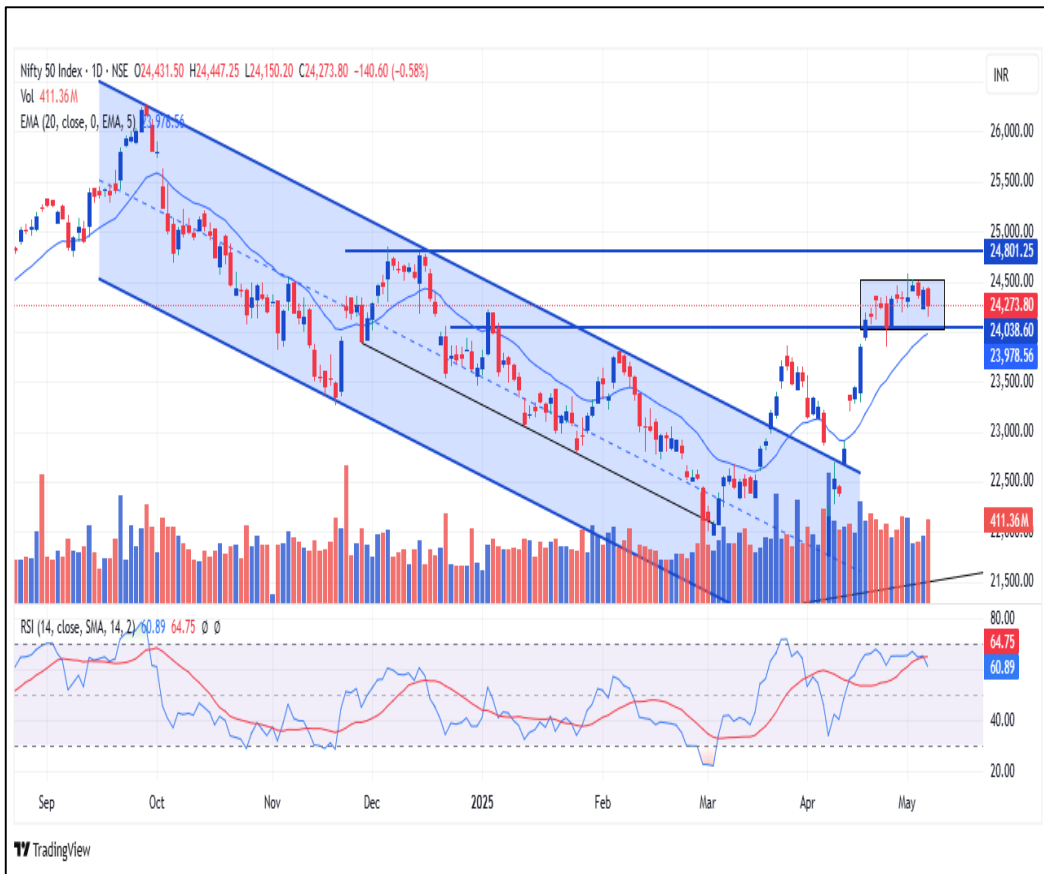 Nifty 50 Index · 1D · NSE O24,431.50 H24,447.25 L24,150.20 C24,273.80 −140.60 (−0.58%)
INR
Vol 411.36M
EMA (20, close, 0, EMA, 5) 23,978.56
26,000.00
25,500.00
25,000.00
24,801.25
24,500.00
24,273.80
24,038.60
23,978.56
23,500.00
23,000.00
22,500.00
411.36M
22,000.00
21,500.00
RSI (14, close, SMA, 14, 2) 60.89 64.75 Ø Ø
80.00
64.75
60.89
40.00
20.00
Sep Oct Nov Dec 2025 Feb Mar Apr May
TradingView